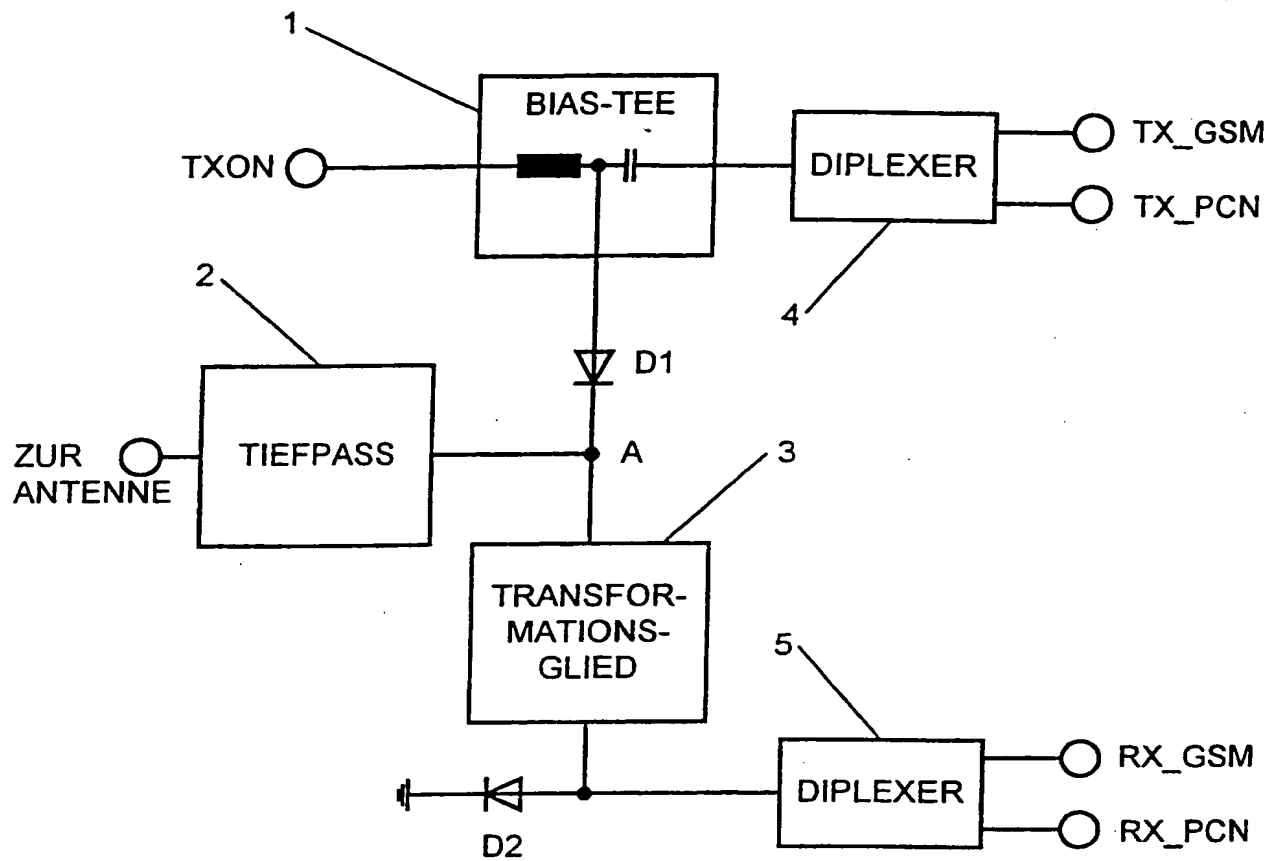 1
BIAS-TEE
TXON
DIPLEXER
TX_GSM
TX_PCN
4
2
D1
ZUR
ANTENNE
TIEFPASS
A
3
TRANSFOR-
MATIONS-
GLIED
5
DIPLEXER
RX_GSM
RX_PCN
D2